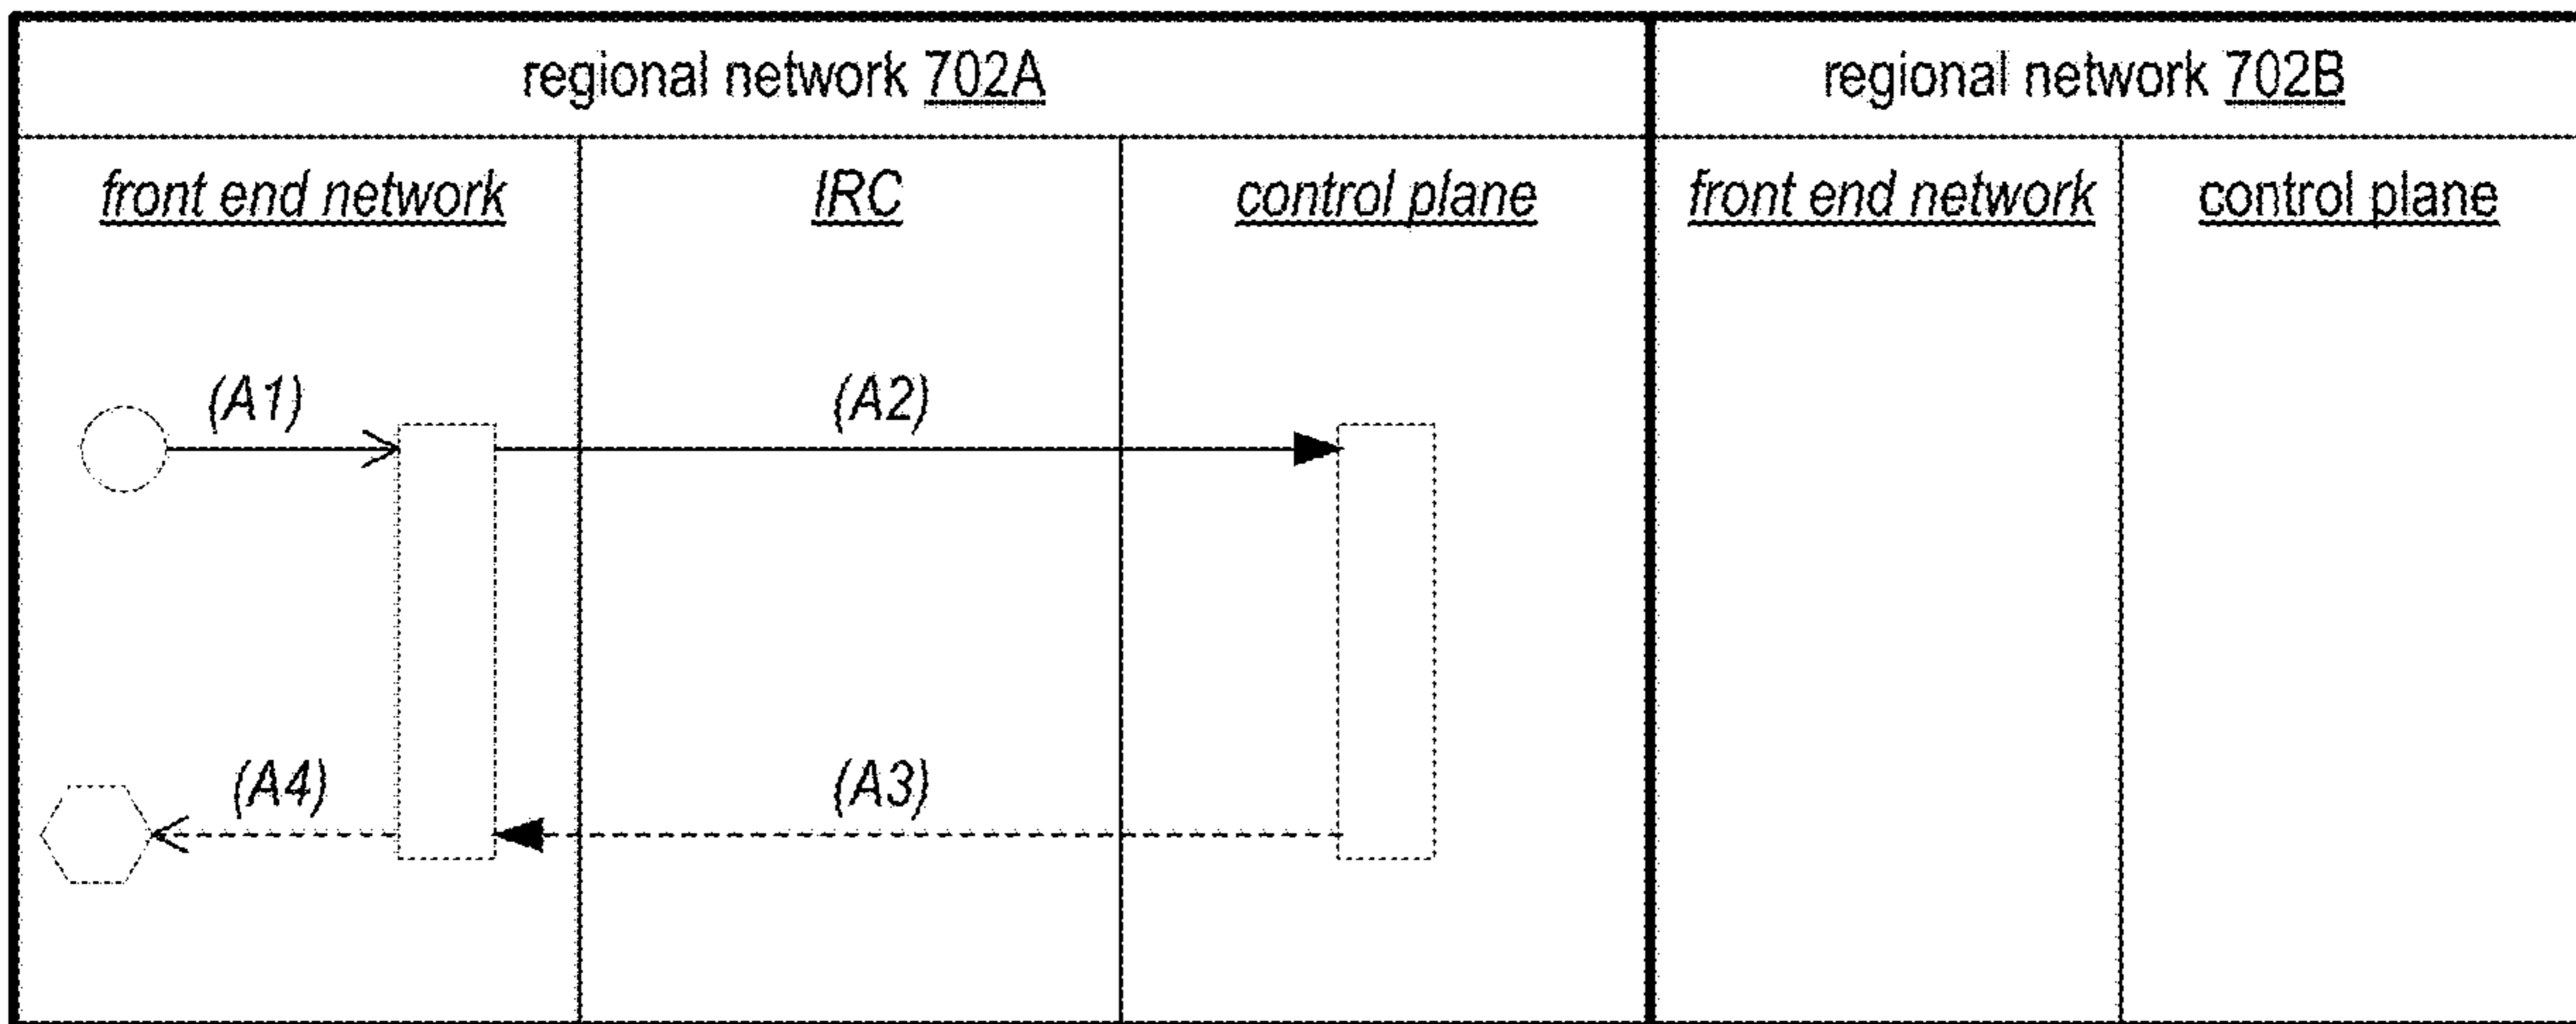 regional network 702A regional network 702B
front end network IRC control plane front end network control plane
(A1) (A2)
(A4) (A3)